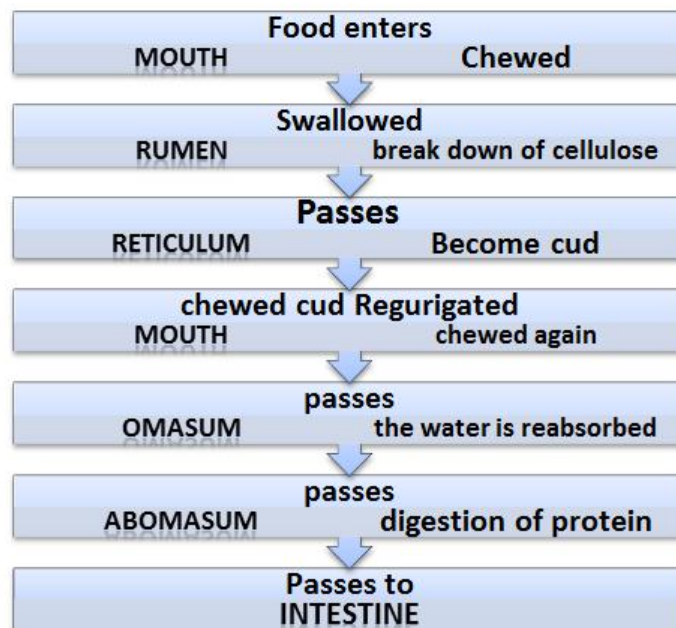 Food enters
MOUTH Chewed
Swallowed
RUMEN break down of cellulose
Passes
RETICULUM Become cud
chewed cud Regurigated
MOUTH chewed again
passes
OMASUM the water is reabsorbed
passes
ABOMASUM digestion of protein
Passes to
INTESTINE